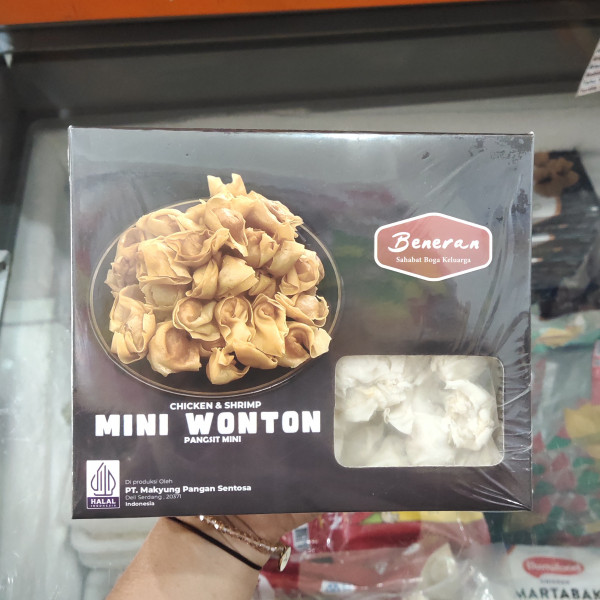 Beneran
Sahabat Boga Keluarga
CHICKEN & SHRIMP
MINI WONTON
PANGSIT MINI
HALAL
INDONESIA
Di produksi Oleh
PT. Makyung Pangan Sentosa
Deli Serdang , 20371
Indonesia
MARTABAK